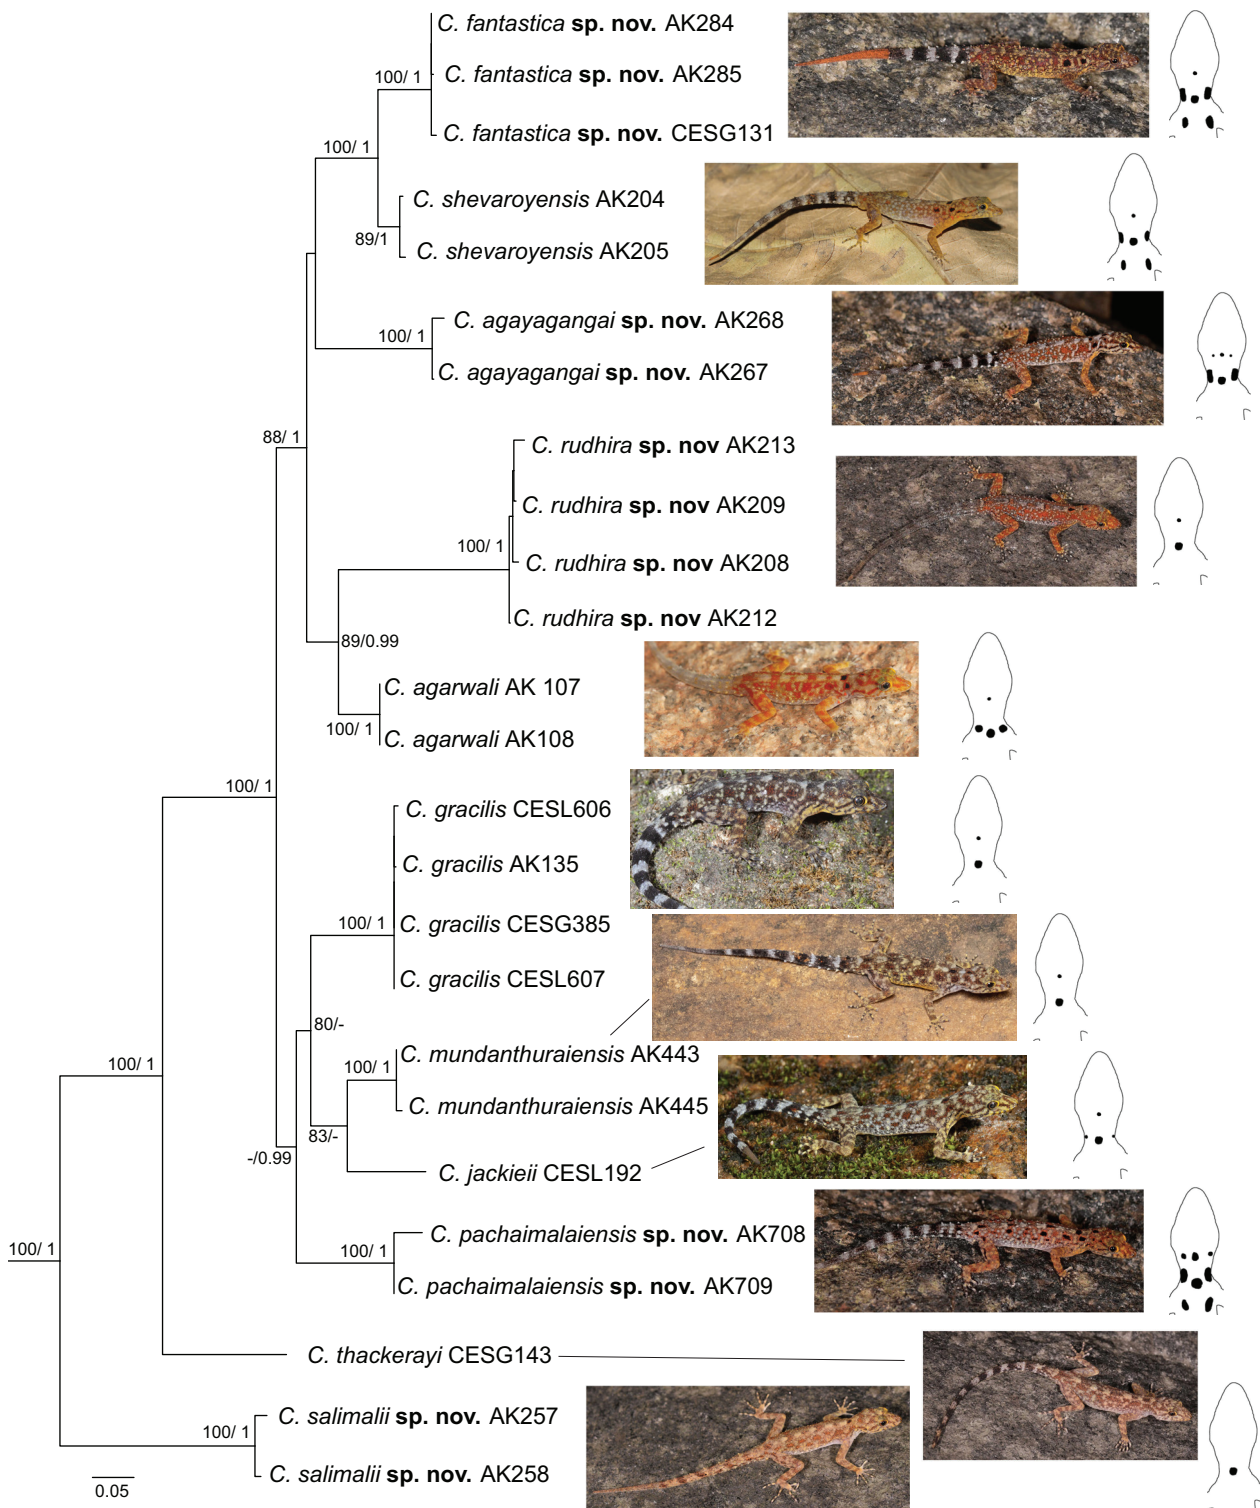 C. fantastica sp. nov. AK284
100/ 1
C. fantastica sp. nov. AK285
C. fantastica sp. nov. CESG131
100/ 1
C. shevaroyensis AK204
89/1
C. shevaroyensis AK205
C. agayagangai sp. nov. AK268
100/ 1
C. agayagangai sp. nov. AK267
88/ 1
C. rudhira sp. nov AK213
C. rudhira sp. nov AK209
100/ 1
C. rudhira sp. nov AK208
C. rudhira sp. nov AK212
89/0.99
C. agarwali AK 107
100/ 1
C. agarwali AK108
100/ 1
C. gracilis CESL606
C. gracilis AK135
100/ 1
C. gracilis CESG385
C. gracilis CESL607
80/-
C. mundanthuraiensis AK443
100/ 1
100/ 1
C. mundanthuraiensis AK445
83/-
-/0.99
C. jackieii CESL192
C. pachaimalaiensis sp. nov. AK708
100/ 1
100/ 1
C. pachaimalaiensis sp. nov. AK709
C. thackerayi CESG143
C. salimalii sp. nov. AK257
100/ 1
C. salimalii sp. nov. AK258
0.05